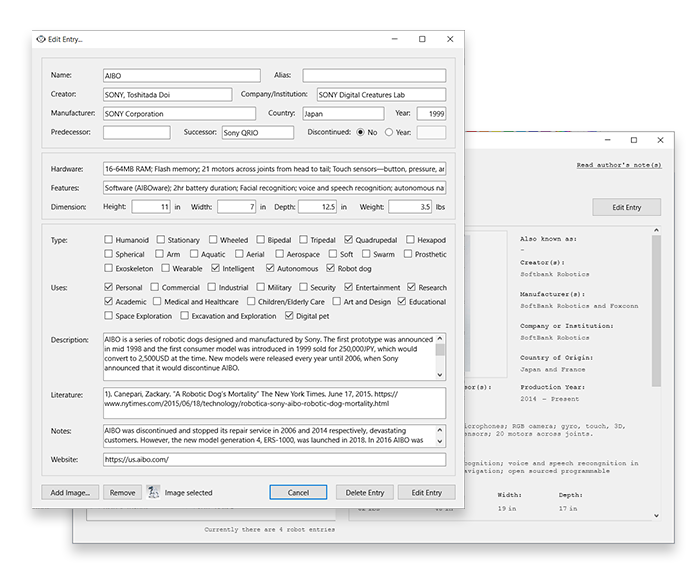 Edit Entry...
Name: AIBO Alias:
Creator: SONY, Toshitada Doi Company/Institution: SONY Digital Creatures Lab
Manufacturer: SONY Corporation Country: Japan Year: 1999
Predecessor: Successor: Sony QRIO Discontinued: No Year:
Hardware: 16-64MB RAM; Flash memory; 21 motors across joints from head to tail; Touch sensors—button, pressure, ar
Features: Software (AIBOware); 2hr battery duration; Facial recognition; voice and speech recognition; autonomous na
Dimension: Height: 11 in Width: 7 in Depth: 12.5 in Weight: 3.5 lbs
Type: Humanoid Stationary Wheeled Bipedal Tripedal Quadrupedal Hexapod
Spherical Arm Aquatic Aerial Aerospace Soft Swarm Prosthetic
Exoskeleton Wearable Intelligent Autonomous Robot dog
Uses: Personal Commercial Industrial Military Security Entertainment Research
Academic Medical and Healthcare Children/Elderly Care Art and Design Educational
Space Exploration Excavation and Exploration Digital pet
Description: AIBO is a series of robotic dogs designed and manufactured by Sony. The first prototype was announced
in mid 1998 and the first consumer model was introduced in 1999 sold for 250,000JPY, which would
convert to 2,500USD at the time. New models were released every year until 2006, when Sony
announced that it would discontinue AIBO.
Literature: 1). Canepari, Zackary. "A Robotic Dog's Mortality" The New York Times. June 17, 2015. https://
www.nytimes.com/2015/06/18/technology/robotica-sony-aibo-robotic-dog-mortality.html
Notes: AIBO was discontinued and stopped its repair service in 2006 and 2014 respectively, devastating
customers. However, the new model generation 4, ERS-1000, was launched in 2018. In 2016 AIBO was
Website: https://us.aibo.com/
Add Image... Remove Image selected Cancel Delete Entry Edit Entry
Read author's note(s)
Edit Entry
Also known as:
-
Creator(s):
Softbank Robotics
Manufacturer(s):
SoftBank Robotics and Foxconn
Company or Institution:
Softbank Robotics
Country of Origin:
Japan and France
sor(s): Production Year:
2014 - Present
crophones; RGB camera; gyro, touch, 3D,
ensors; 20 motors across joints.
cognition; voice and speech recongnition in
avigation; open sourced programmable
Width: Depth:
19 in 17 in
Currently there are 4 robot entries